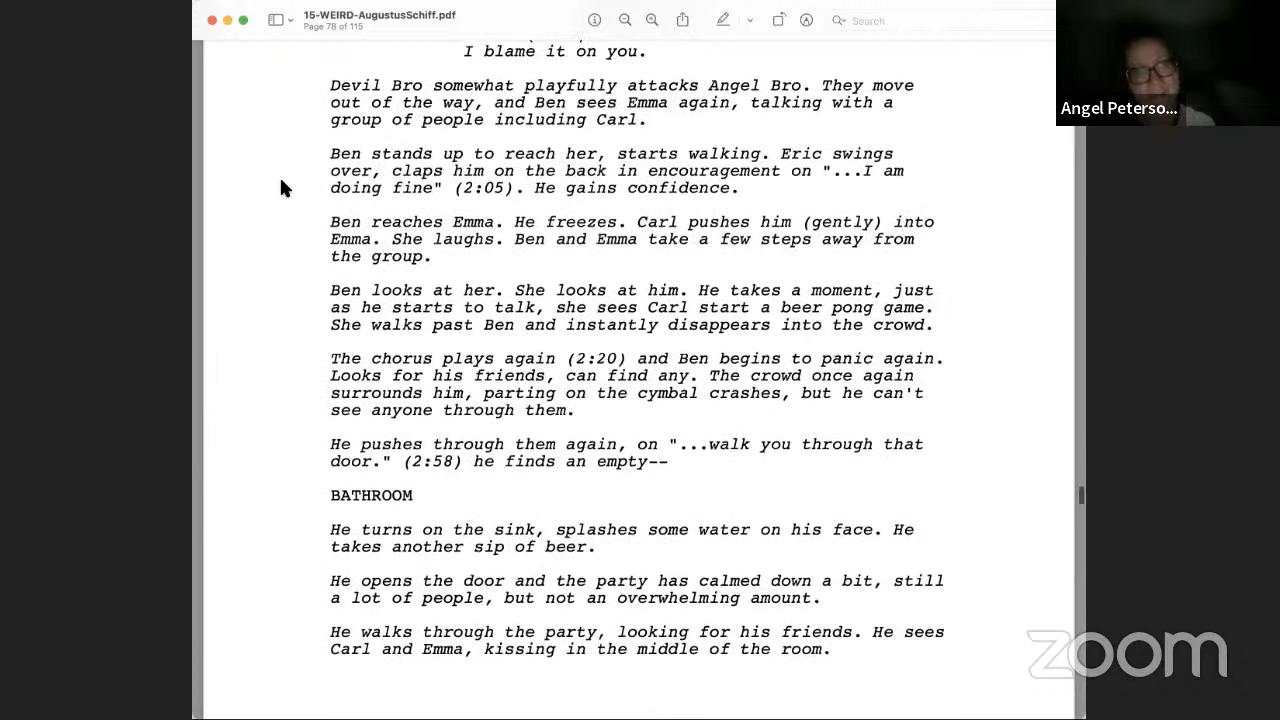 15-WEIRD-AugustusSchiff.pdf
Page 78 of 115
Search
Angel Peterso...
I blame it on you.
Devil Bro somewhat playfully attacks Angel Bro. They move
out of the way, and Ben sees Emma again, talking with a
group of people including Carl.
Ben stands up to reach her, starts walking. Eric swings
over, claps him on the back in encouragement on "...I am
doing fine" (2:05). He gains confidence.
Ben reaches Emma. He freezes. Carl pushes him (gently) into
Emma. She laughs. Ben and Emma take a few steps away from
the group.
Ben looks at her. She looks at him. He takes a moment, just
as he starts to talk, she sees Carl start a beer pong game.
She walks past Ben and instantly disappears into the crowd.
The chorus plays again (2:20) and Ben begins to panic again.
Looks for his friends, can find any. The crowd once again
surrounds him, parting on the cymbal crashes, but he can't
see anyone through them.
He pushes through them again, on "...walk you through that
door." (2:58) he finds an empty--
BATHROOM
He turns on the sink, splashes some water on his face. He
takes another sip of beer.
He opens the door and the party has calmed down a bit, still
a lot of people, but not an overwhelming amount.
He walks through the party, looking for his friends. He sees
Carl and Emma, kissing in the middle of the room.
zoom